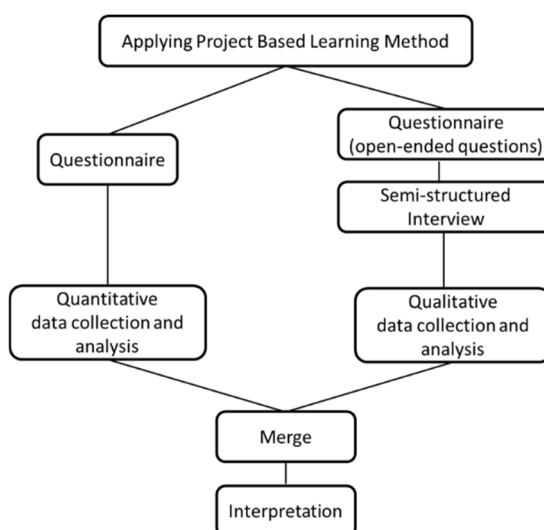 Applying Project Based Learning Method
Questionnaire
Questionnaire
(open-ended questions)
Semi-structured
Interview
Quantitative
data collection and
analysis
Qualitative
data collection and
analysis
Merge
Interpretation